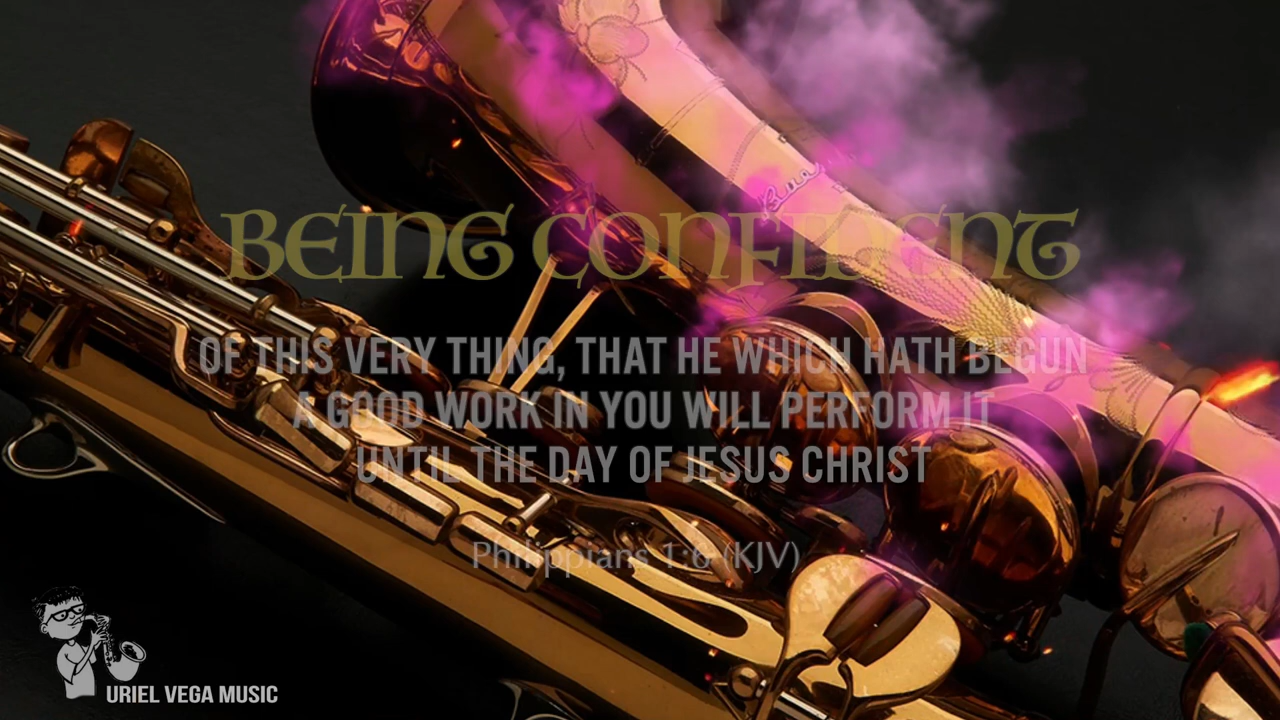 BEING CONFIDENT
OF THIS VERY THING, THAT HE WHICH HATH BEGUN
A GOOD WORK IN YOU WILL PERFORM IT
UNTIL THE DAY OF JESUS CHRIST
Philippians 1:6 (KJV)
URIEL VEGA MUSIC